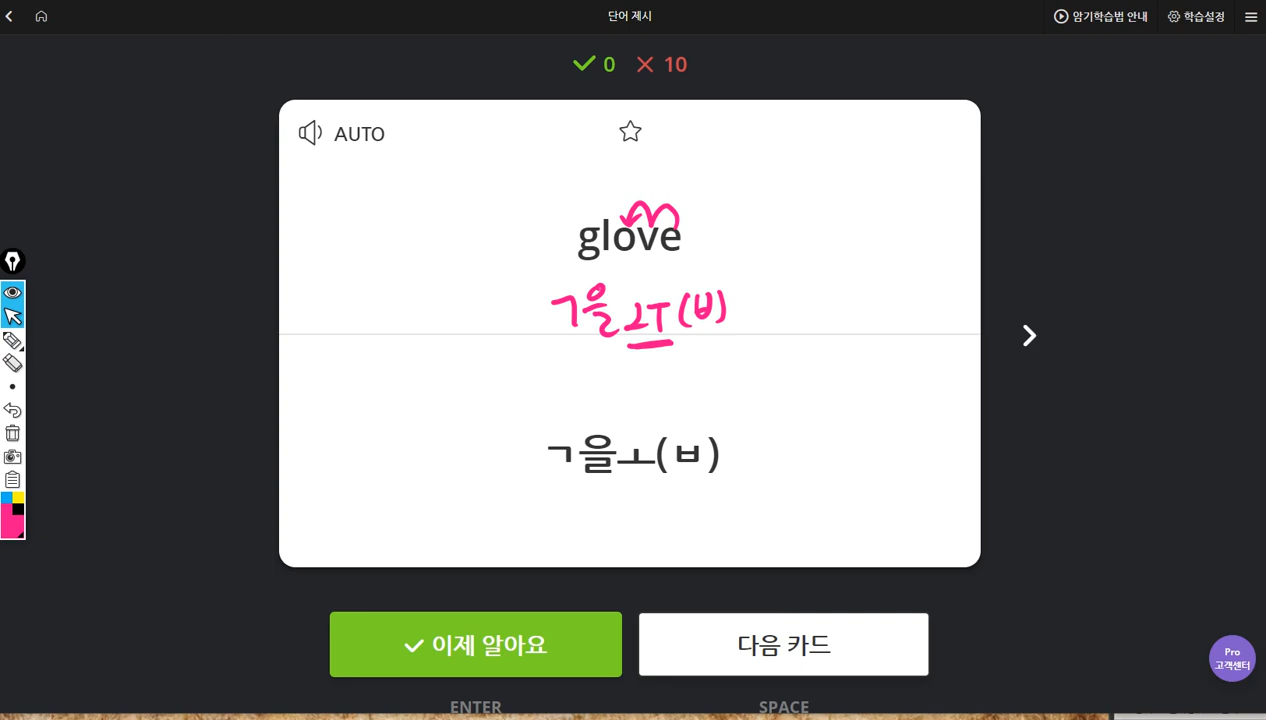 단어 제시
암기학습법 안내
학습설정
0
10
AUTO
glove
ㄱ을ㅗㅜ(ㅂ)
ㄱ을ㅗ(ㅂ)
이제 알아요
다음 카드
ENTER
SPACE
Pro
고객센터